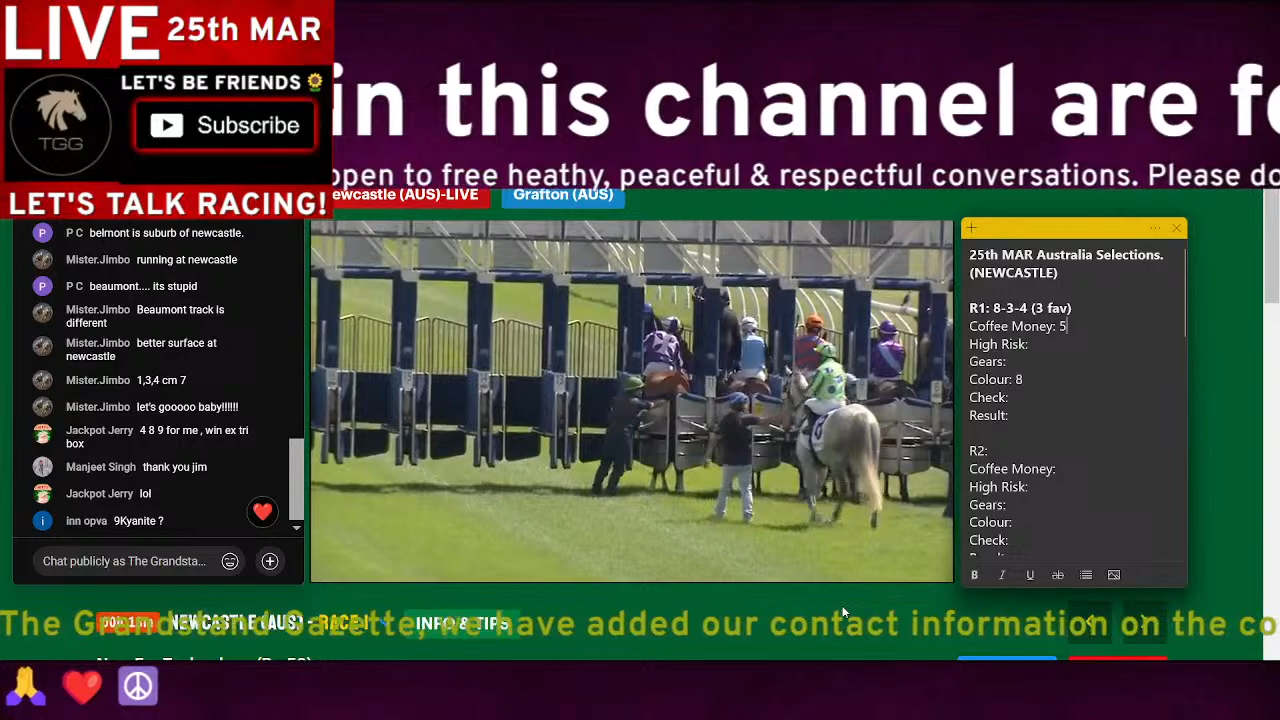 LIVE 25th MAR
LET'S BE FRIENDS
TGG
Subscribe
LET'S TALK RACING!
in this channel are
open to free heathy, peaceful & respectful conversations. Please do
Newcastle (AUS)-LIVE
Grafton (AUS)
P C belmont is suburb of newcastle.
Mister.Jimbo running at newcastle
P C beaumont.... its stupid
Mister.Jimbo Beaumont track is
different
Mister.Jimbo better surface at
newcastle
Mister.Jimbo 1,3,4 cm 7
Mister.Jimbo let's gooooo baby!!!!!!
Jackpot Jerry 4 8 9 for me , win ex tri
box
Manjeet Singh thank you jim
Jackpot Jerry lol
inn opva 9Kyanite ?
Chat publicly as The Grandsta...
25th MAR Australia Selections.
(NEWCASTLE)
R1: 8-3-4 (3 fav)
Coffee Money: 5
High Risk:
Gears:
Colour: 8
Check:
Result:
R2:
Coffee Money:
High Risk:
Gears:
Colour:
Check:
Result:
B I U ab
NEWCASTLE (AUS) - RACE 1
INFO & TIPS
The Grandstand Gazette, we have added our contact information on the co